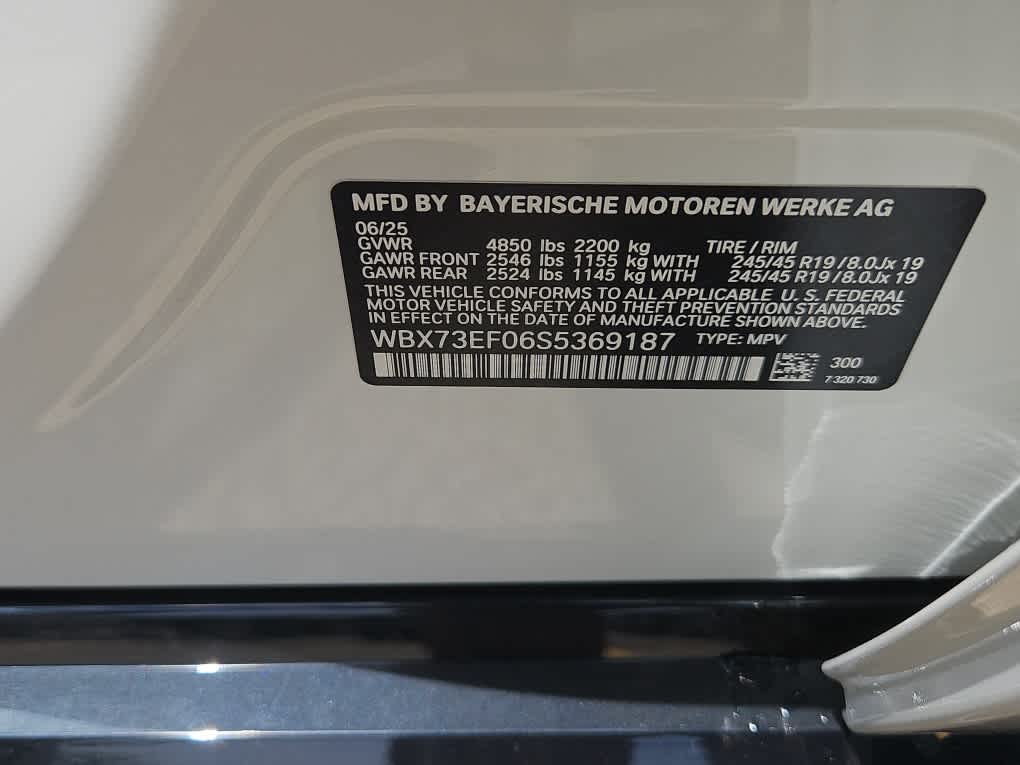 MFD BY BAYERISCHE MOTOREN WERKE AG
06/25
GVWR 4850 lbs 2200 kg TIRE / RIM
GAWR FRONT 2546 lbs 1155 kg WITH 245/45 R19/8.0Jx 19
GAWR REAR 2524 lbs 1145 kg WITH 245/45 R19/8.0Jx 19
THIS VEHICLE CONFORMS TO ALL APPLICABLE U. S. FEDERAL
MOTOR VEHICLE SAFETY AND THEFT PREVENTION STANDARDS
IN EFFECT ON THE DATE OF MANUFACTURE SHOWN ABOVE.
WBX73EF06S5369187 TYPE: MPV
300
7 320 730